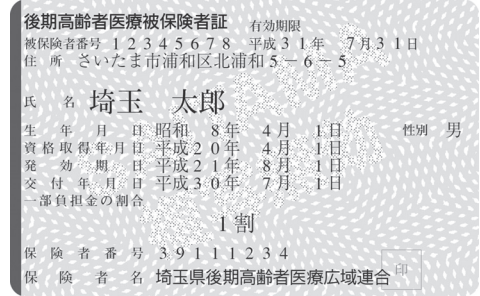 後期高齢者医療被保険者証 有効期限
被保険者番号 12345678 平成31年 7月31日
住所 さいたま市浦和区北浦和5-6-5
氏名 埼玉 太郎
生年月日 昭和 8年 4月 1日 性別 男
資格取得年月日 平成20年 4月 1日
発効期日 平成21年 8月 1日
交付年月日 平成30年 7月 1日
一部負担金の割合
1割
保険者番号 39111234
保険者名 埼玉県後期高齢者医療広域連合 印